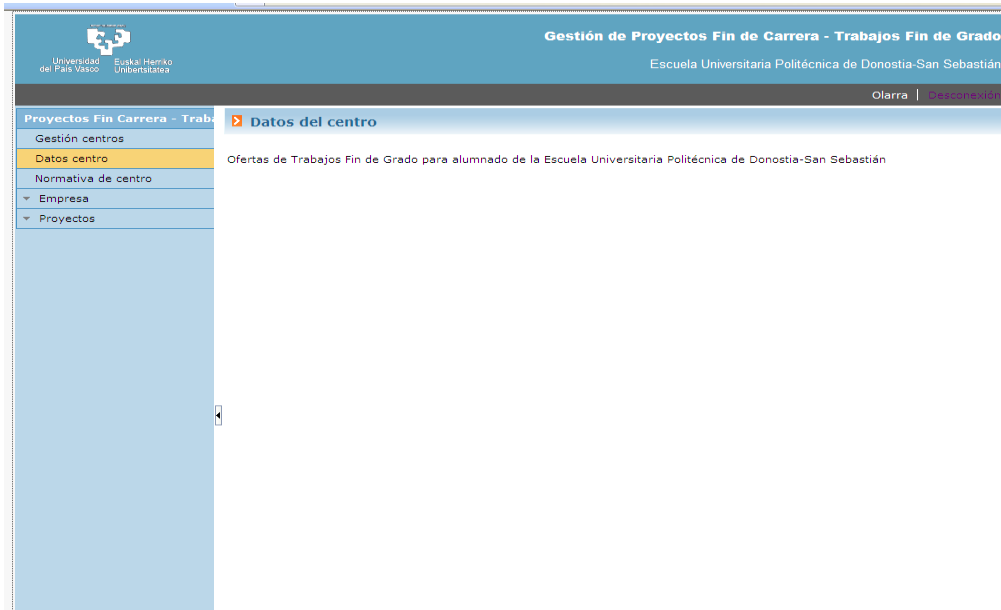 Gestión de Proyectos Fin de Carrera - Trabajos Fin de Grado
Universidad del País Vasco
Euskal Herriko Unibertsitatea
Escuela Universitaria Politécnica de Donostia-San Sebastián
Olarra | Desconexión
Proyectos Fin Carrera - Traba
Gestión centros
Datos centro
Normativa de centro
Empresa
Proyectos
Datos del centro
Ofertas de Trabajos Fin de Grado para alumnado de la Escuela Universitaria Politécnica de Donostia-San Sebastián